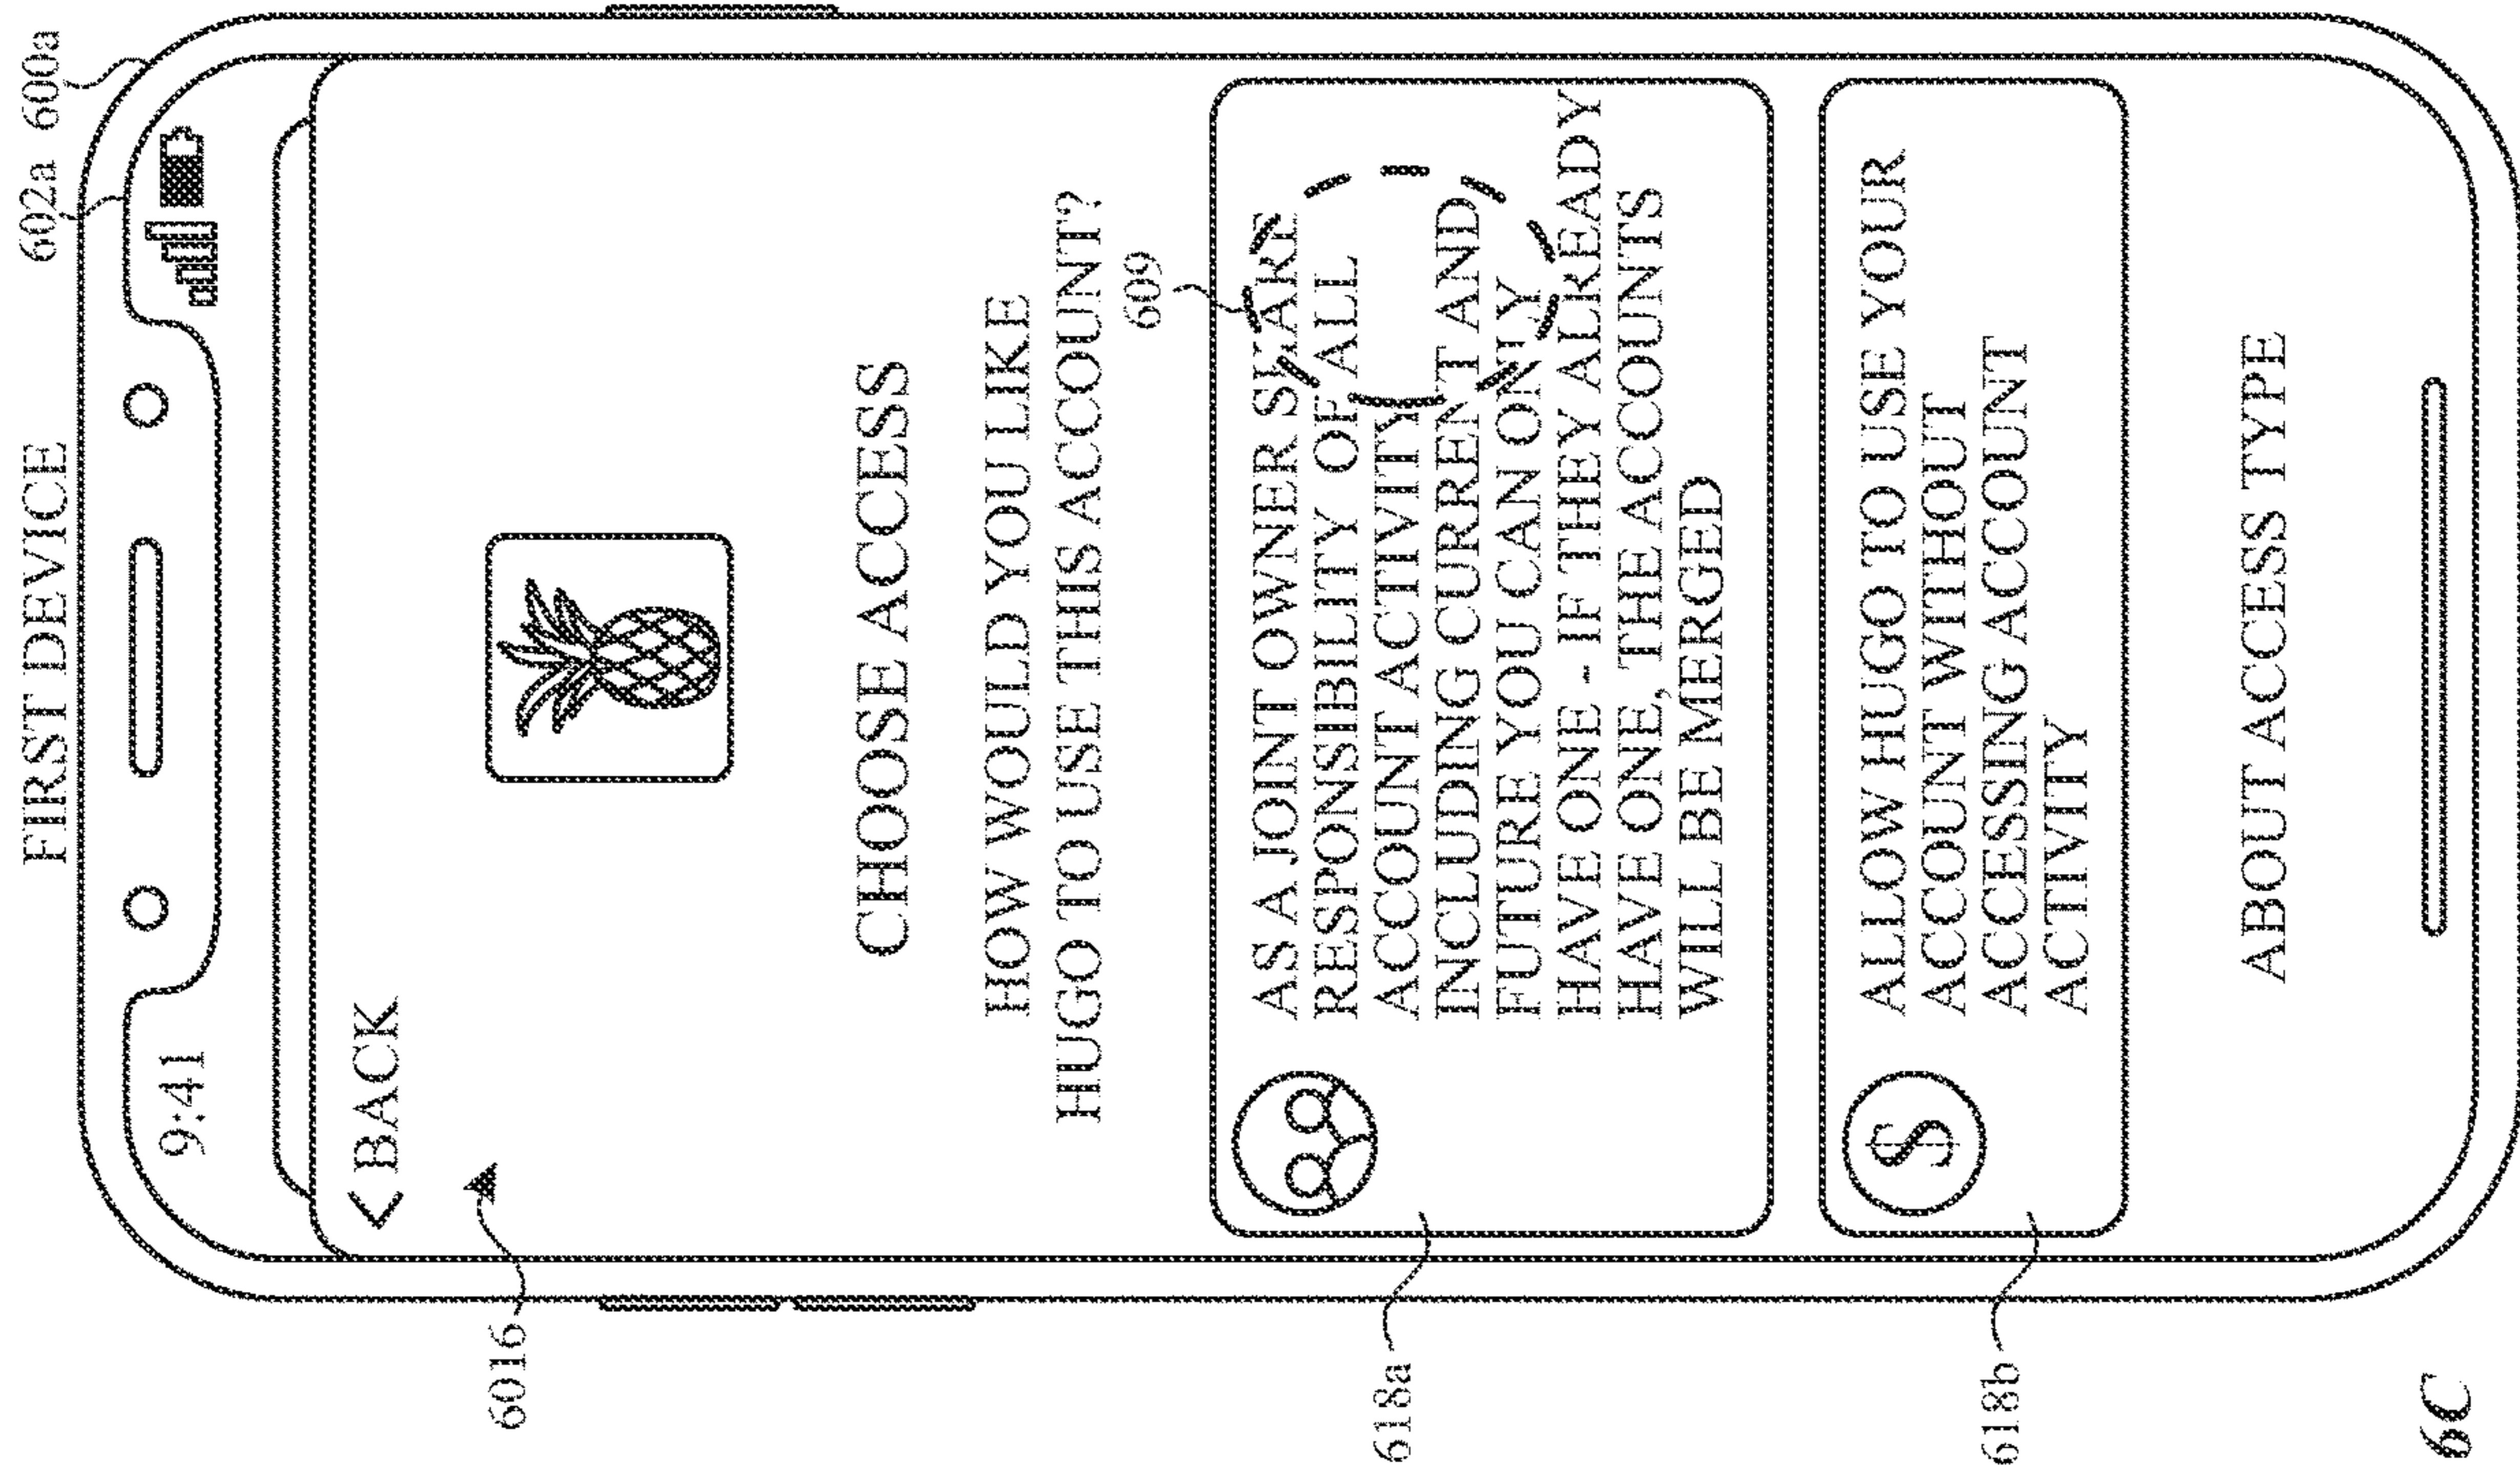 FIRST DEVICE
602a
600a
9:41
< BACK
6016
CHOOSE ACCESS
HOW WOULD YOU LIKE
HUGO TO USE THIS ACCOUNT?
609
618a
AS A JOINT OWNER SHARE
RESPONSIBILITY OF ALL
ACCOUNT ACTIVITY
INCLUDING CURRENT AND
FUTURE YOU CAN ONLY
HAVE ONE - IF THEY ALREADY
HAVE ONE, THE ACCOUNTS
WILL BE MERGED
618b
$
ALLOW HUGO TO USE YOUR
ACCOUNT WITHOUT
ACCESSING ACCOUNT
ACTIVITY
ABOUT ACCESS TYPE
6C